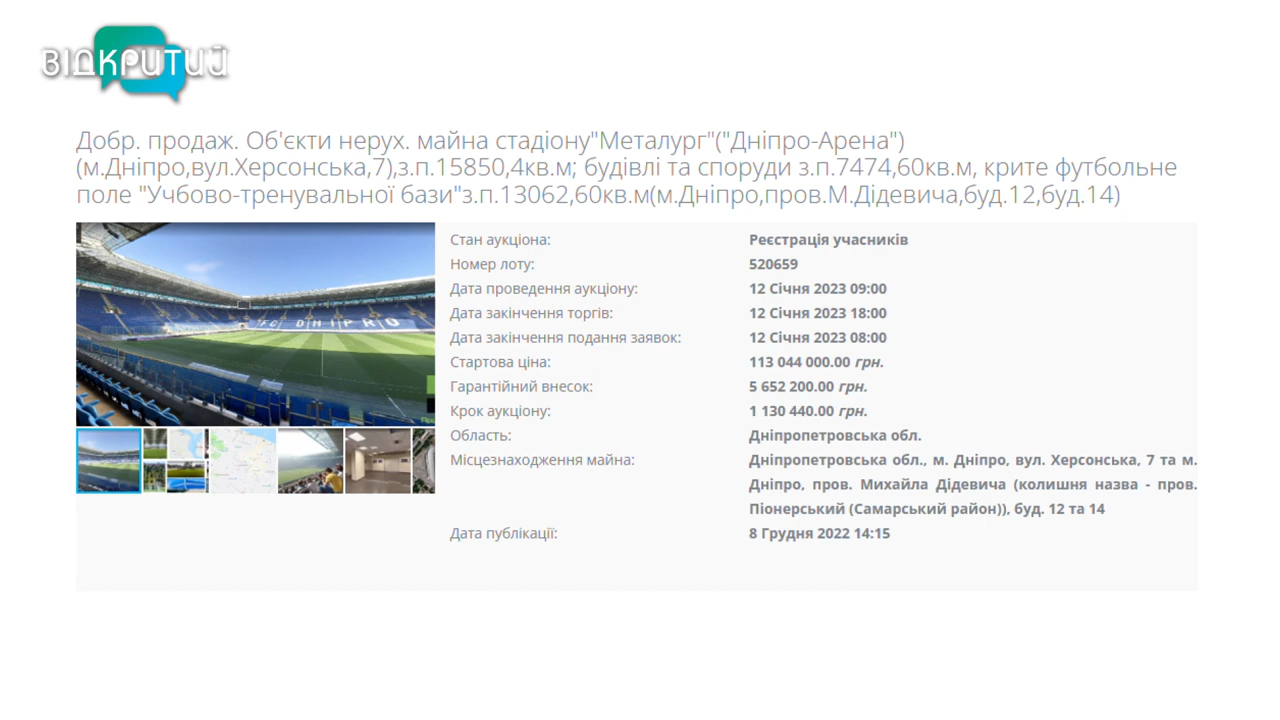 ВІДКРИТИЙ
Добр. продаж. Об'єкти нерух. майна стадіону"Металург"("Дніпро-Арена")
(м.Дніпро,вул.Херсонська,7),з.п.15850,4кв.м; будівлі та споруди з.п.7474,60кв.м, крите футбольне
поле "Учбово-тренувальної бази"з.п.13062,60кв.м(м.Дніпро,пров.М.Дідевича,буд.12,буд.14)
FC DNIPRO
Стан аукціона: Реєстрація учасників
Номер лоту: 520659
Дата проведення аукціону: 12 Січня 2023 09:00
Дата закінчення торгів: 12 Січня 2023 18:00
Дата закінчення подання заявок: 12 Січня 2023 08:00
Стартова ціна: 113 044 000.00 грн.
Гарантійний внесок: 5 652 200.00 грн.
Крок аукціону: 1 130 440.00 грн.
Область: Дніпропетровська обл.
Місцезнаходження майна: Дніпропетровська обл., м. Дніпро, вул. Херсонська, 7 та м.
Дніпро, пров. Михайла Дідевича (колишня назва - пров.
Піонерський (Самарський район)), буд. 12 та 14
Дата публікації: 8 Грудня 2022 14:15